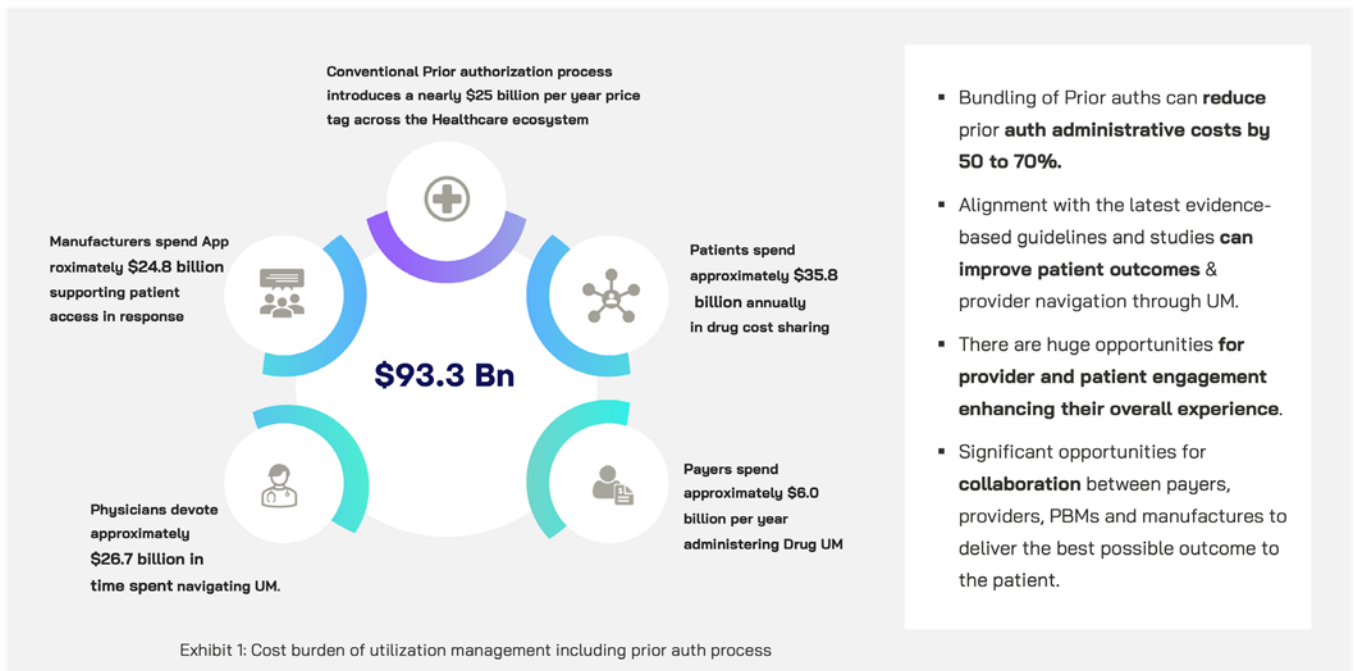 Conventional Prior authorization process
introduces a nearly $25 billion per year price
tag across the Healthcare ecosystem
Manufacturers spend App
roximately $24.8 billion
supporting patient
access in response
Patients spend
approximately $35.8
billion annually
in drug cost sharing
$93.3 Bn
Physicians devote
approximately
$26.7 billion in
time spent navigating UM.
Payers spend
approximately $6.0
billion per year
administering Drug UM
Exhibit 1: Cost burden of utilization management including prior auth process
▪ Bundling of Prior auths can reduce
prior auth administrative costs by
50 to 70%.
▪ Alignment with the latest evidence-
based guidelines and studies can
improve patient outcomes &
provider navigation through UM.
▪ There are huge opportunities for
provider and patient engagement
enhancing their overall experience.
▪ Significant opportunities for
collaboration between payers,
providers, PBMs and manufactures to
deliver the best possible outcome to
the patient.